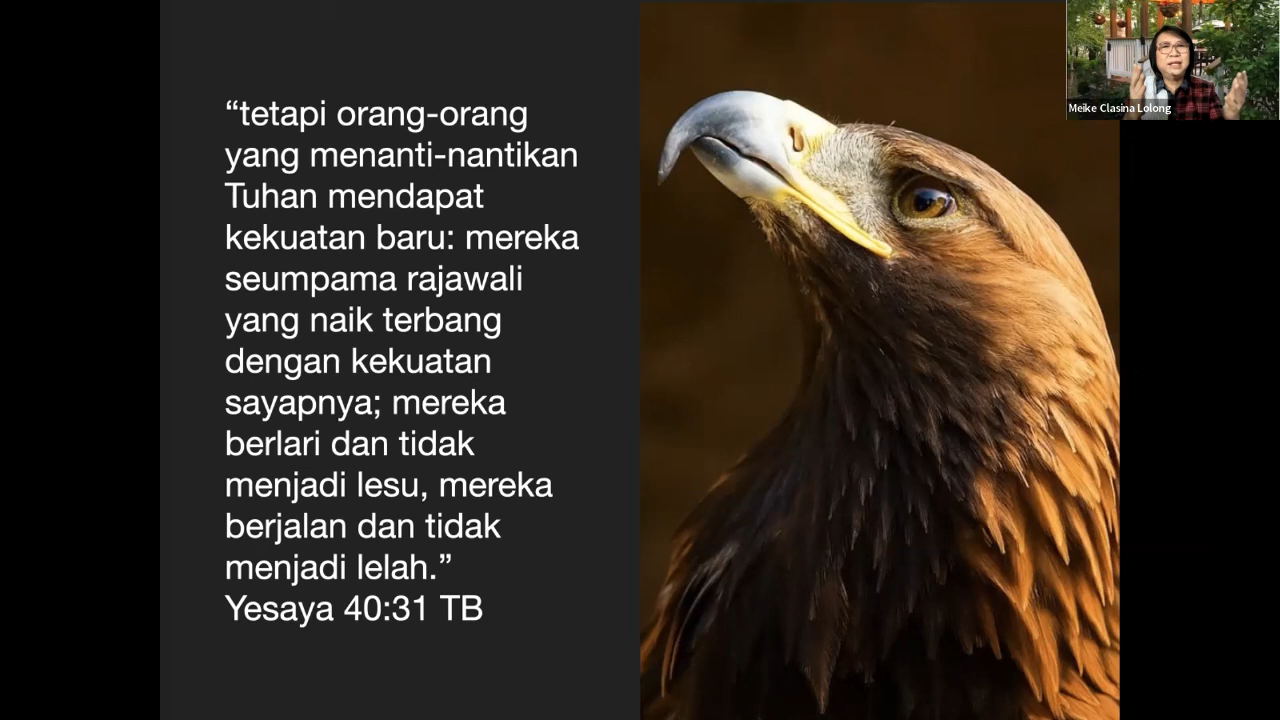 “tetapi orang-orang
yang menanti-nantikan
Tuhan mendapat
kekuatan baru: mereka
seumpama rajawali
yang naik terbang
dengan kekuatan
sayapnya; mereka
berlari dan tidak
menjadi lesu, mereka
berjalan dan tidak
menjadi lelah.”
Yesaya 40:31 TB
Meike Clasina Lolong